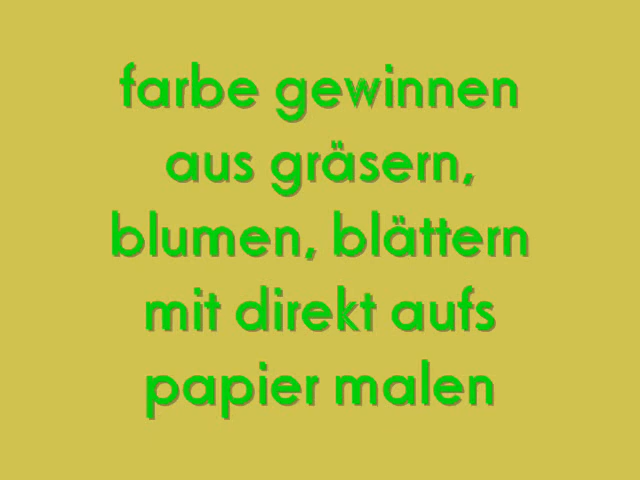 farbe gewinnen
aus gräsern,
blumen, blättern
mit direkt aufs
papier malen